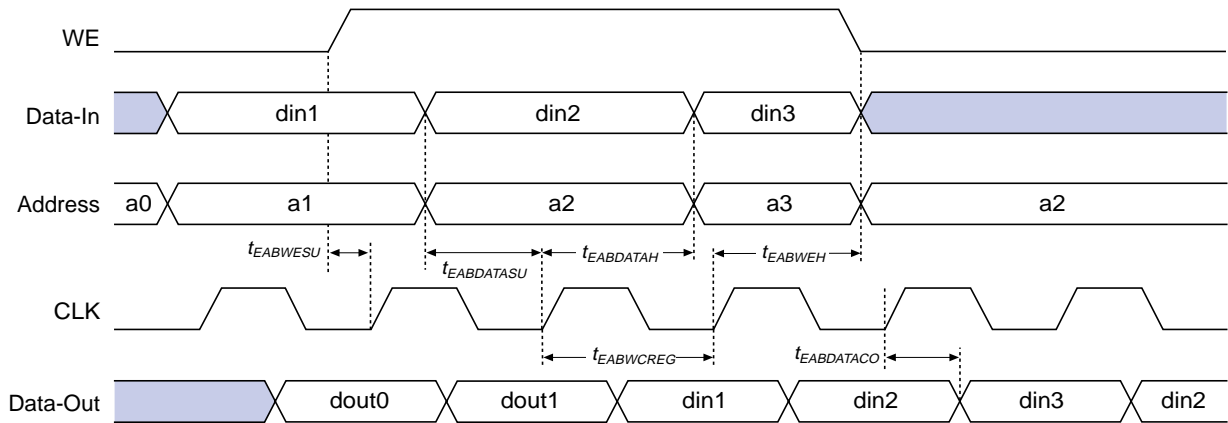 WE
Data-In din1 din2 din3
Address a0 a1 a2 a3 a2
tEABWESU tEABDATASU tEABDATAH tEABWEH
CLK
tEABWCREG tEABDATACO
Data-Out dout0 dout1 din1 din2 din3 din2